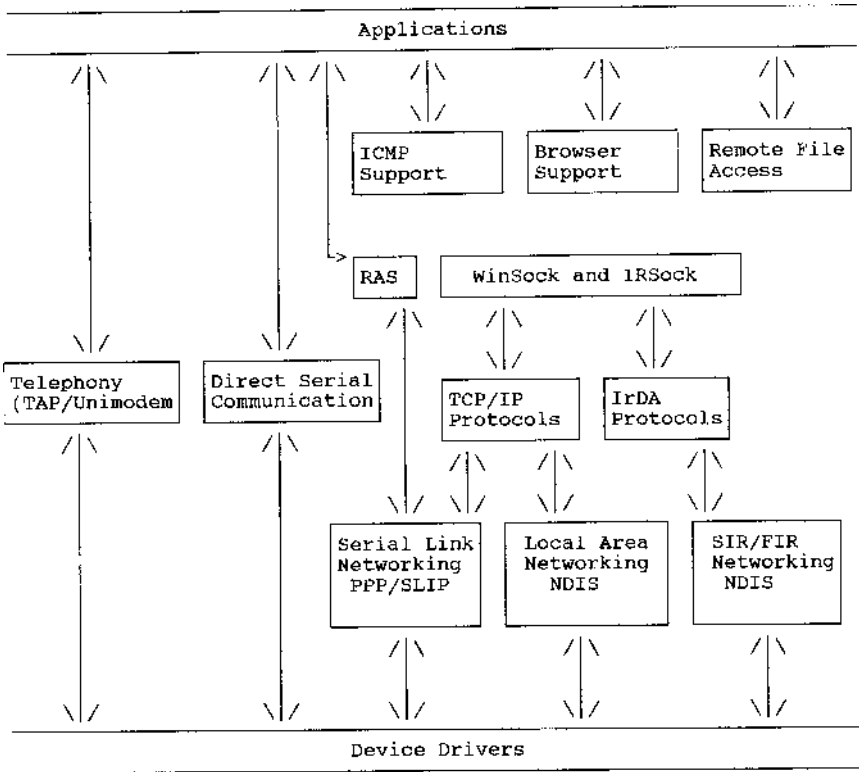 Applications
ICMP
Support
Browser
Support
Remote File
Access
RAS
WinSock and lRSock
Telephony
(TAP/Unimodem
Direct Serial
Communication
TCP/IP
Protocols
IrDA
Protocols
Serial Link
Networking
PPP/SLIP
Local Area
Networking
NDIS
SIR/FIR
Networking
NDIS
Device Drivers